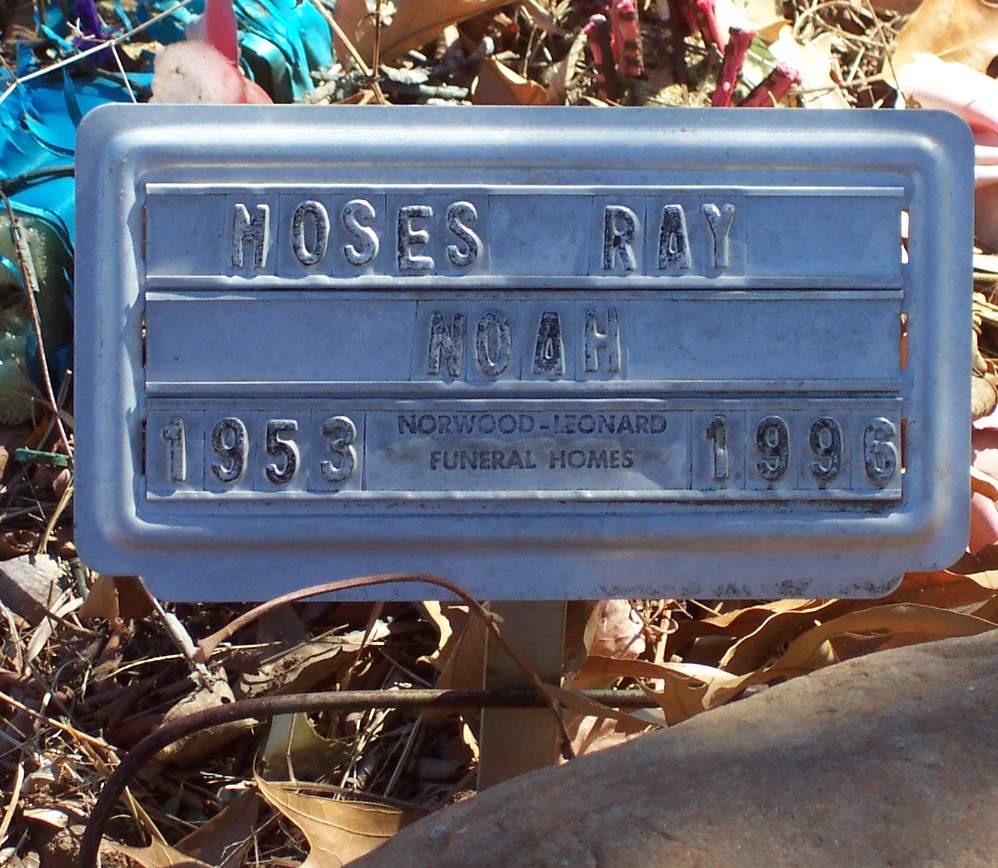 MOSES RAY
NOAH
1953 NORWOOD-LEONARD FUNERAL HOMES 1996